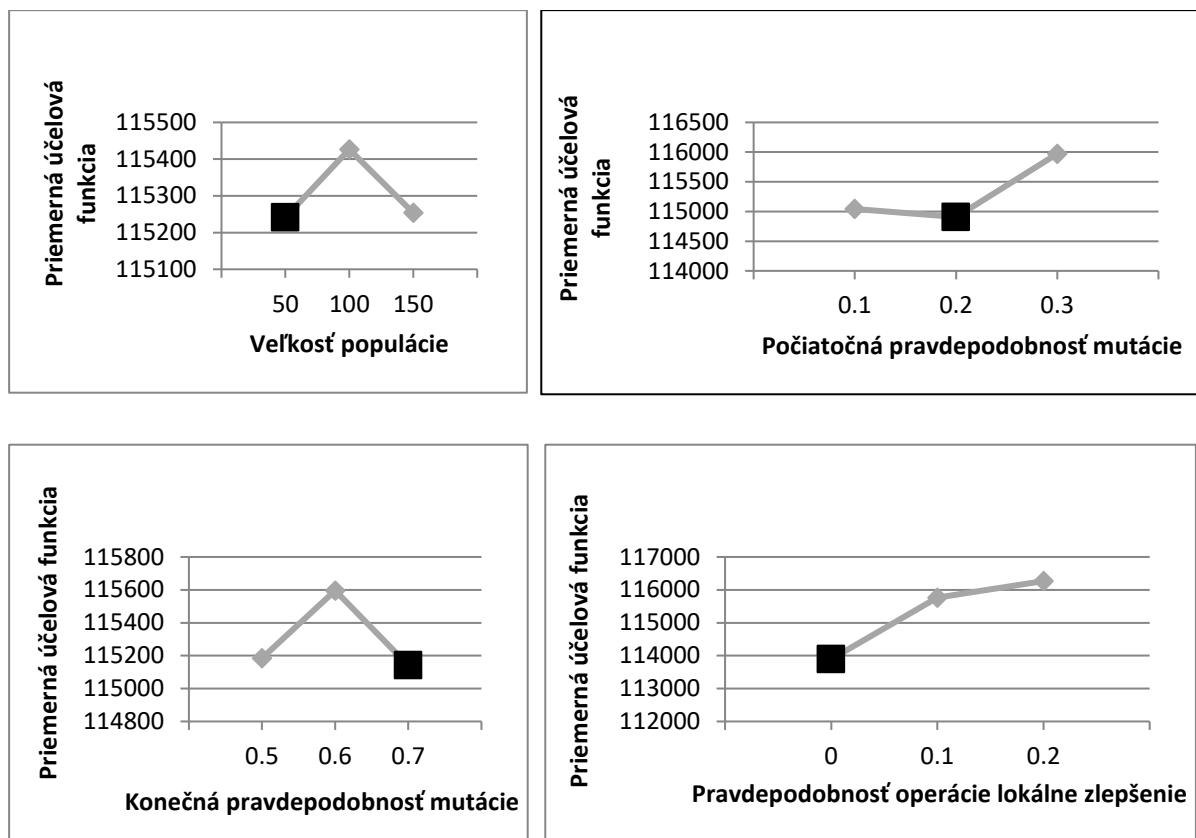 Priemerná účelová
funkcia
115500
115400
115300
115200
115100
50 100 150
Veľkosť populácie
Priemerná účelová
funkcia
116500
116000
115500
115000
114500
114000
0.1 0.2 0.3
Počiatočná pravdepodobnosť mutácie
Priemerná účelová funkcia
115800
115600
115400
115200
115000
114800
0.5 0.6 0.7
Konečná pravdepodobnosť mutácie
Priemerná účelová funkcia
117000
116000
115000
114000
113000
112000
0 0.1 0.2
Pravdepodobnosť operácie lokálne zlepšenie